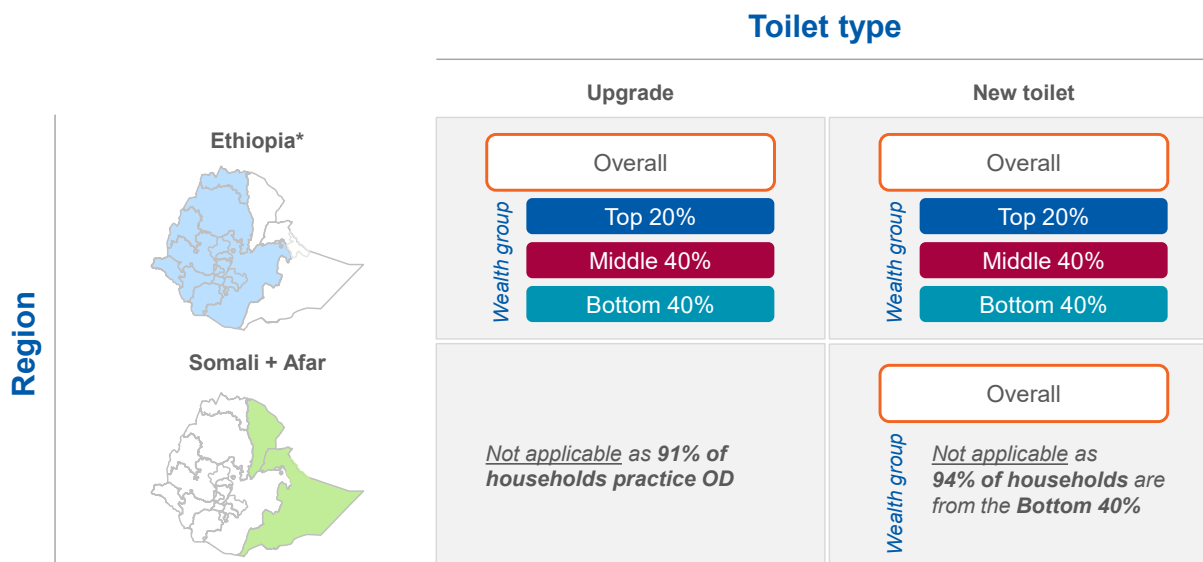 Toilet type
Upgrade
New toilet
Region
Ethiopia*
Overall
Wealth group
Top 20%
Middle 40%
Bottom 40%
Overall
Wealth group
Top 20%
Middle 40%
Bottom 40%
Somali + Afar
Not applicable as 91% of
households practice OD
Overall
Wealth group
Not applicable as
94% of households are
from the Bottom 40%